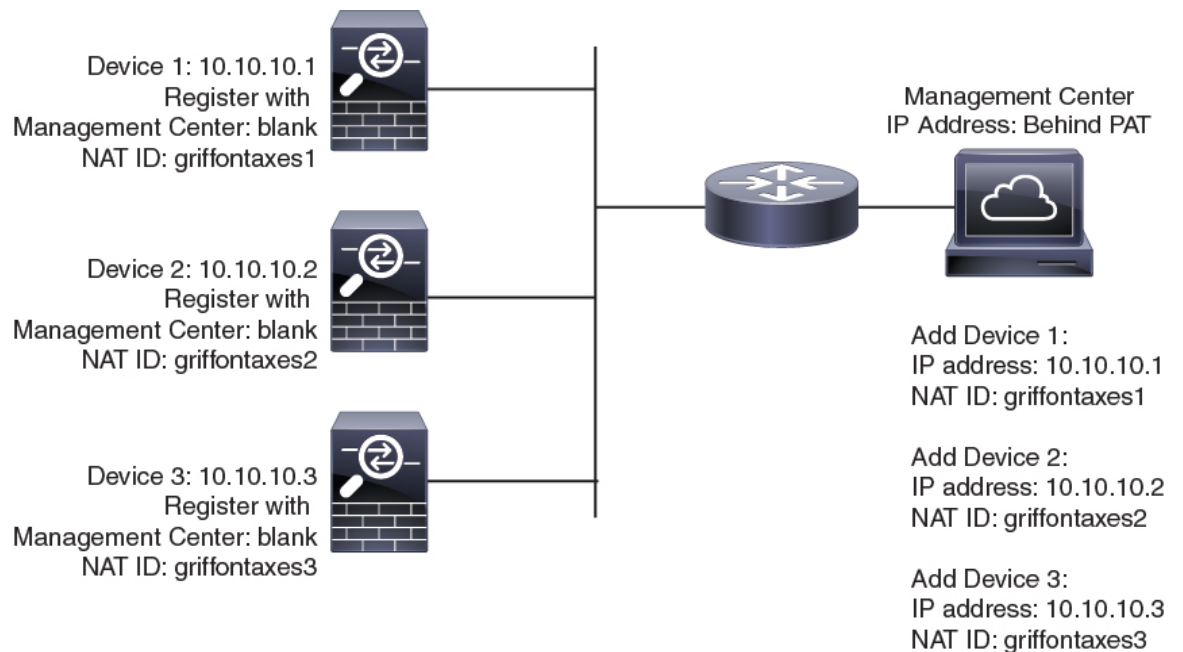 Device 1: 10.10.10.1
Register with
Management Center: blank
NAT ID: griffontaxes1
Device 2: 10.10.10.2
Register with
Management Center: blank
NAT ID: griffontaxes2
Device 3: 10.10.10.3
Register with
Management Center: blank
NAT ID: griffontaxes3
Management Center
IP Address: Behind PAT
Add Device 1:
IP address: 10.10.10.1
NAT ID: griffontaxes1
Add Device 2:
IP address: 10.10.10.2
NAT ID: griffontaxes2
Add Device 3:
IP address: 10.10.10.3
NAT ID: griffontaxes3